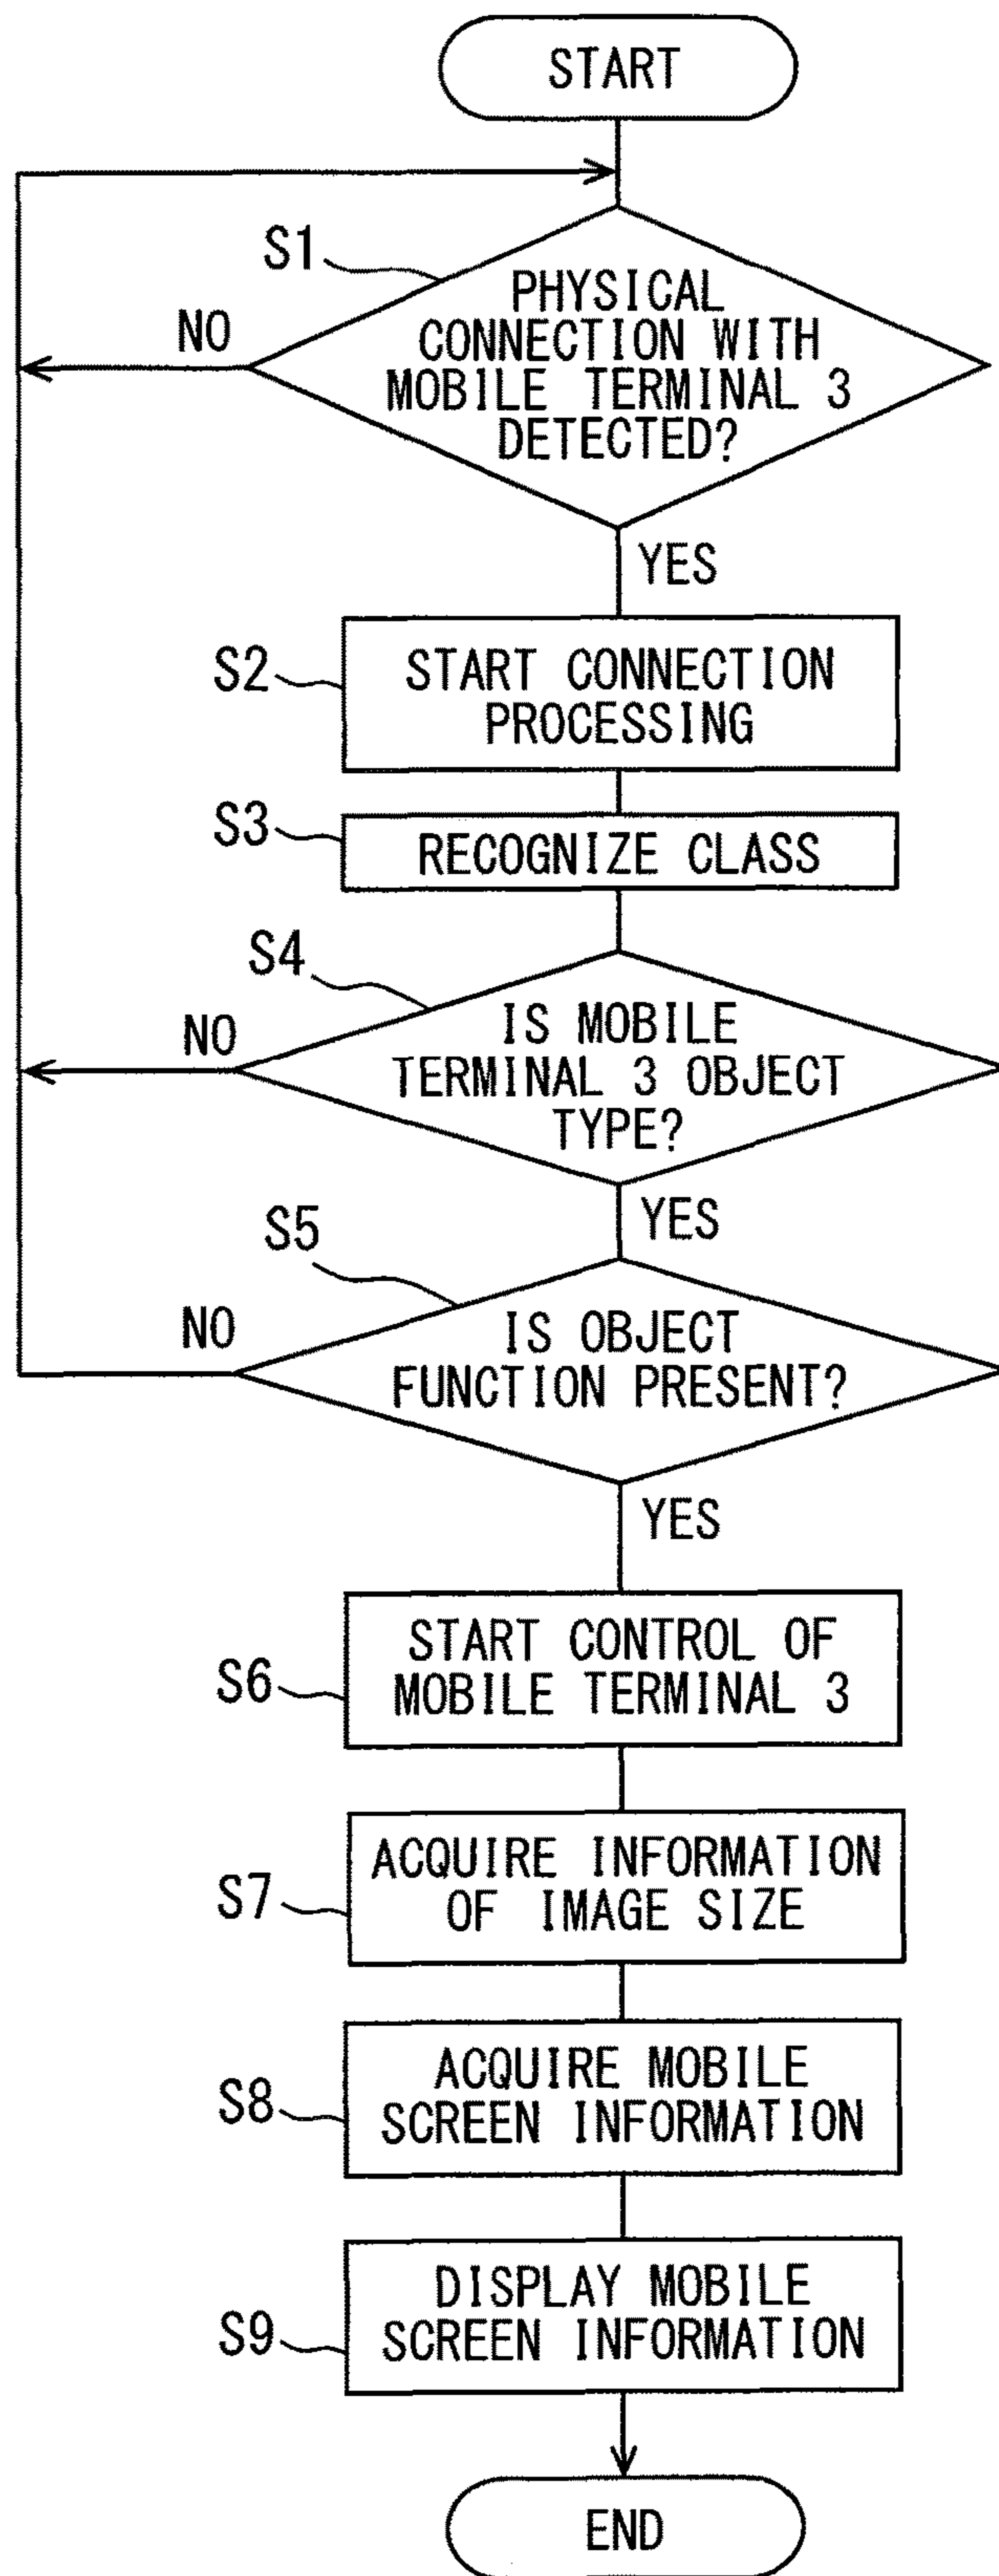 START
S1
PHYSICAL
CONNECTION WITH
MOBILE TERMINAL 3
DETECTED?
NO
YES
S2
START CONNECTION
PROCESSING
S3
RECOGNIZE CLASS
S4
IS MOBILE
TERMINAL 3 OBJECT
TYPE?
NO
YES
S5
IS OBJECT
FUNCTION PRESENT?
NO
YES
S6
START CONTROL OF
MOBILE TERMINAL 3
S7
ACQUIRE INFORMATION
OF IMAGE SIZE
S8
ACQUIRE MOBILE
SCREEN INFORMATION
S9
DISPLAY MOBILE
SCREEN INFORMATION
END